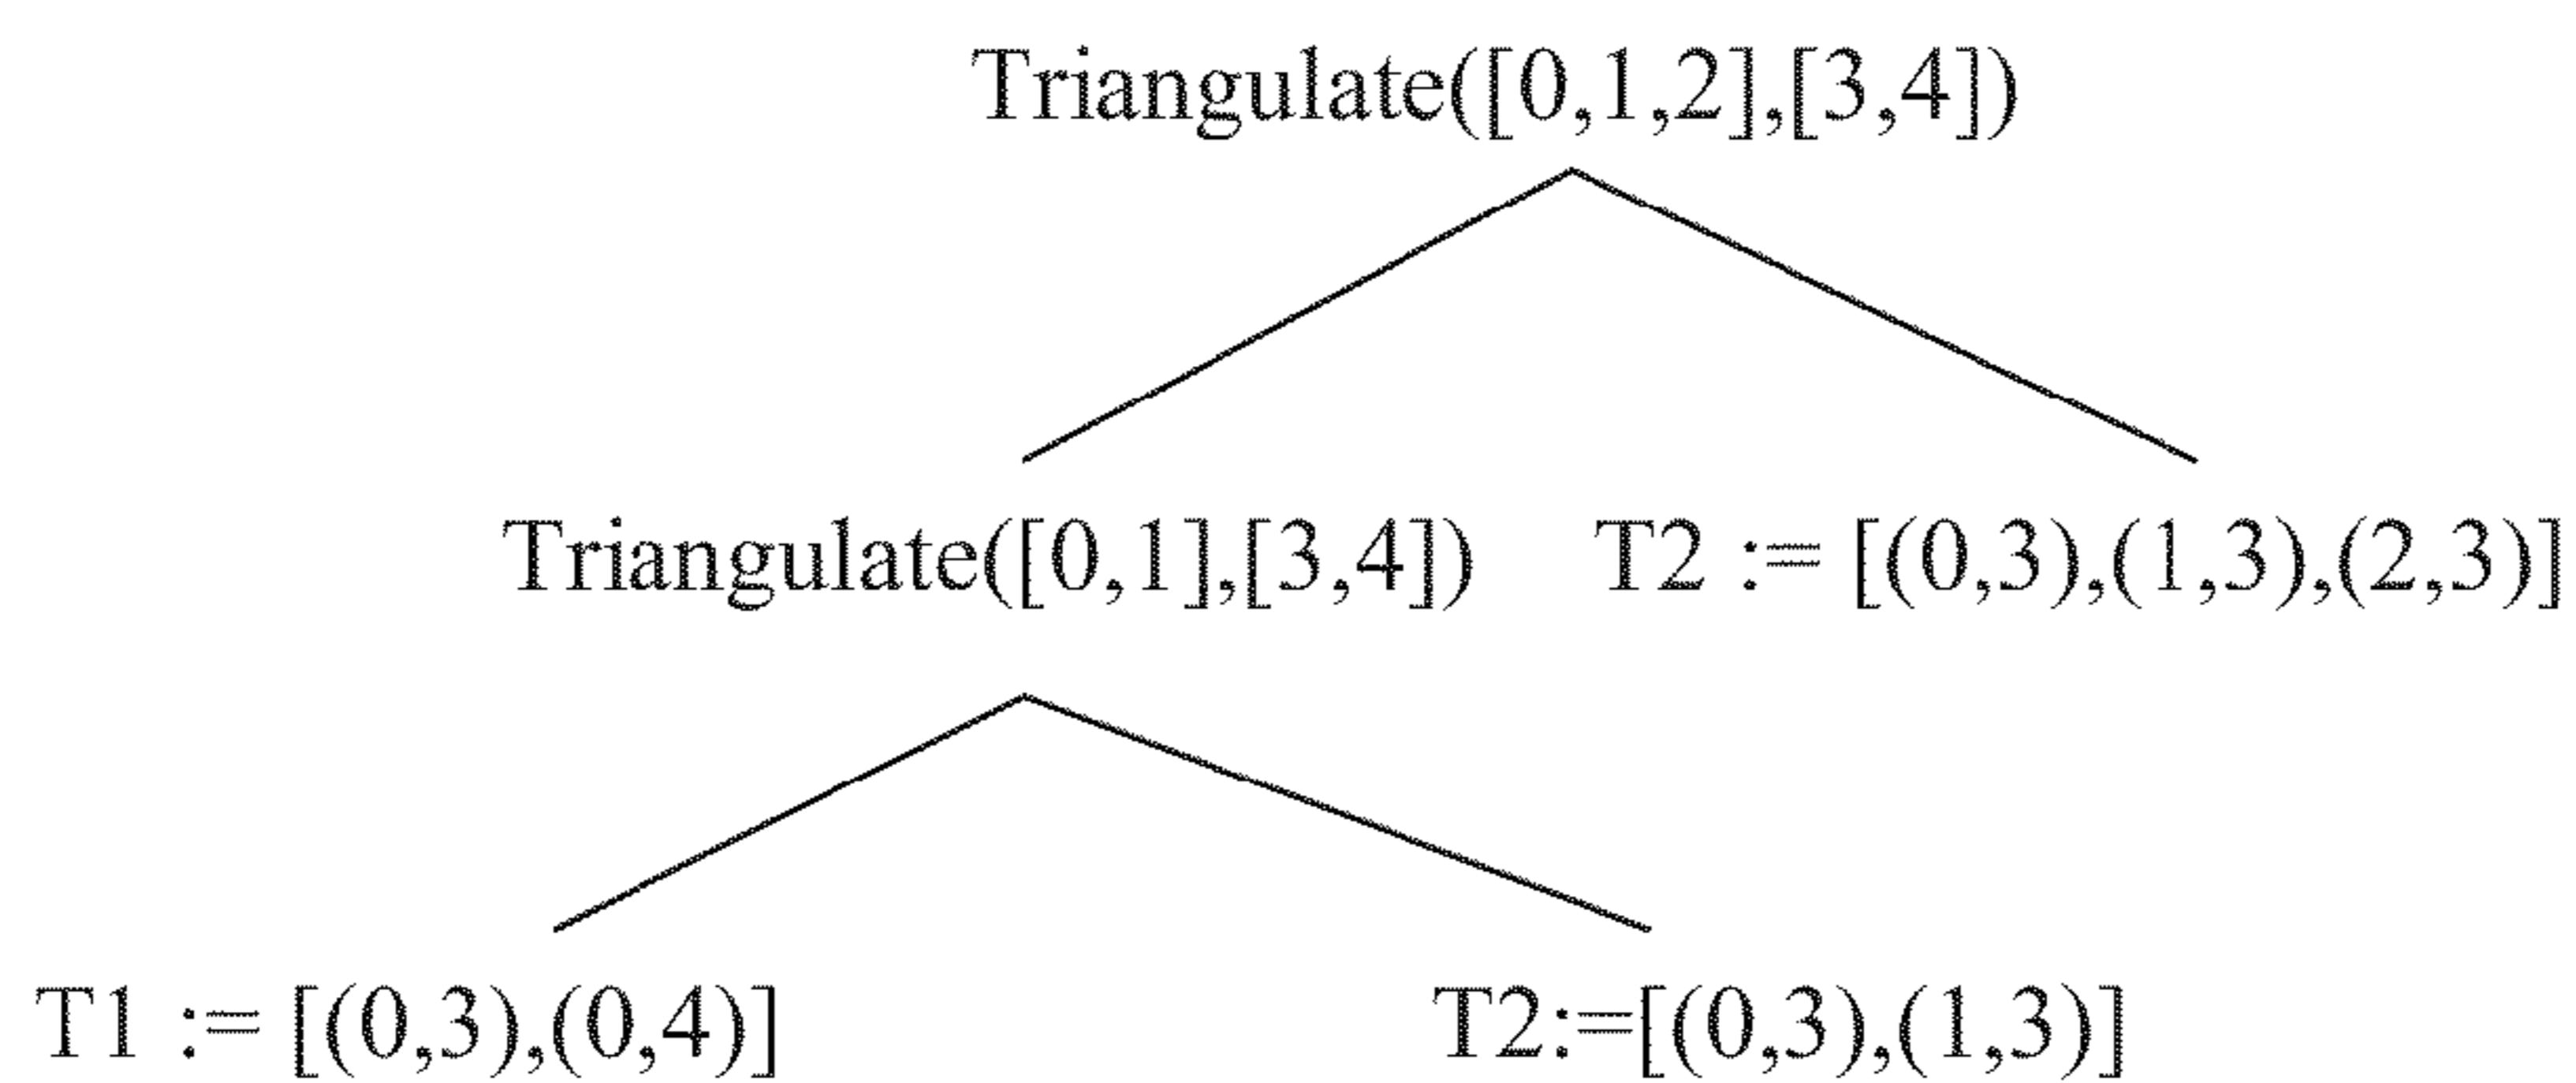 Triangulate([0,1,2],[3,4])
Triangulate([0,1],[3,4]) T2 := [(0,3),(1,3),(2,3)]
T1 := [(0,3),(0,4)] T2:=[(0,3),(1,3)]